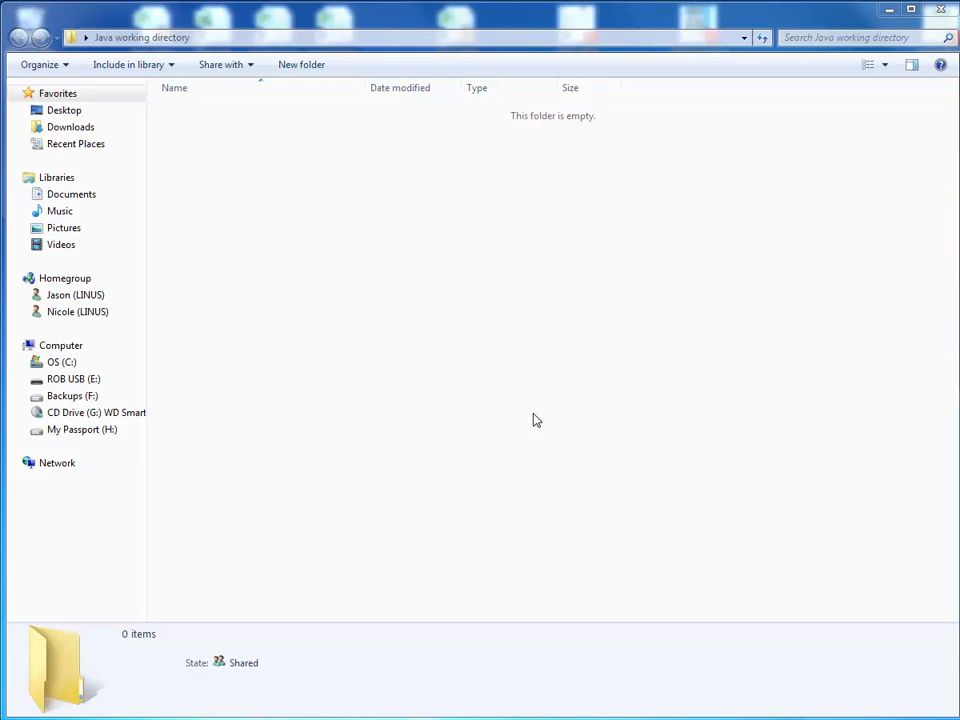 Java working directory
Search Java working directory
Organize
Include in library
Share with
New folder
Name
Date modified
Type
Size
This folder is empty.
Favorites
Desktop
Downloads
Recent Places
Libraries
Documents
Music
Pictures
Videos
Homegroup
Jason (LINUS)
Nicole (LINUS)
Computer
OS (C:)
ROB USB (E:)
Backups (F:)
CD Drive (G:) WD Smart
My Passport (H:)
Network
0 items
State: Shared